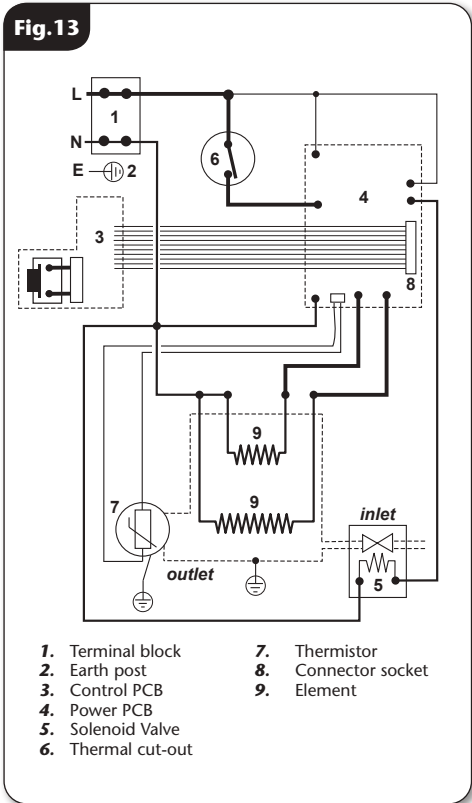 Fig.13
L
1
N
E 2
6
4
3
8
9
9
7
inlet
outlet
5
1. Terminal block
2. Earth post
3. Control PCB
4. Power PCB
5. Solenoid Valve
6. Thermal cut-out
7. Thermistor
8. Connector socket
9. Element